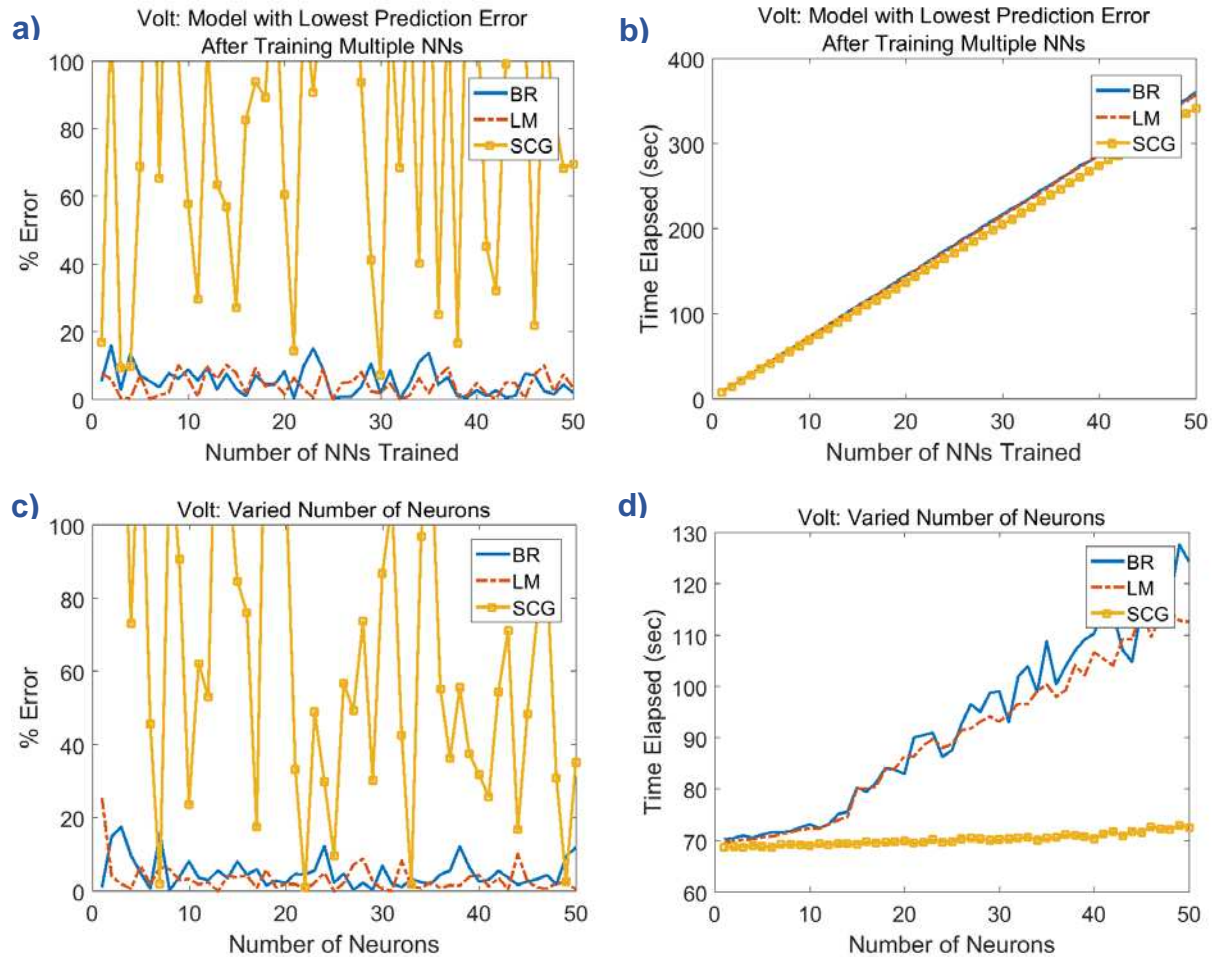 a)
Volt: Model with Lowest Prediction Error
After Training Multiple NNs
100
80
60
40
20
0
% Error
BR
LM
SCG
0 10 20 30 40 50
Number of NNs Trained
b)
Volt: Model with Lowest Prediction Error
After Training Multiple NNs
400
300
200
100
0
Time Elapsed (sec)
BR
LM
SCG
0 10 20 30 40 50
Number of NNs Trained
c)
Volt: Varied Number of Neurons
100
80
60
40
20
0
% Error
BR
LM
SCG
0 10 20 30 40 50
Number of Neurons
d)
Volt: Varied Number of Neurons
130
120
110
100
90
80
70
60
Time Elapsed (sec)
BR
LM
SCG
0 10 20 30 40 50
Number of Neurons